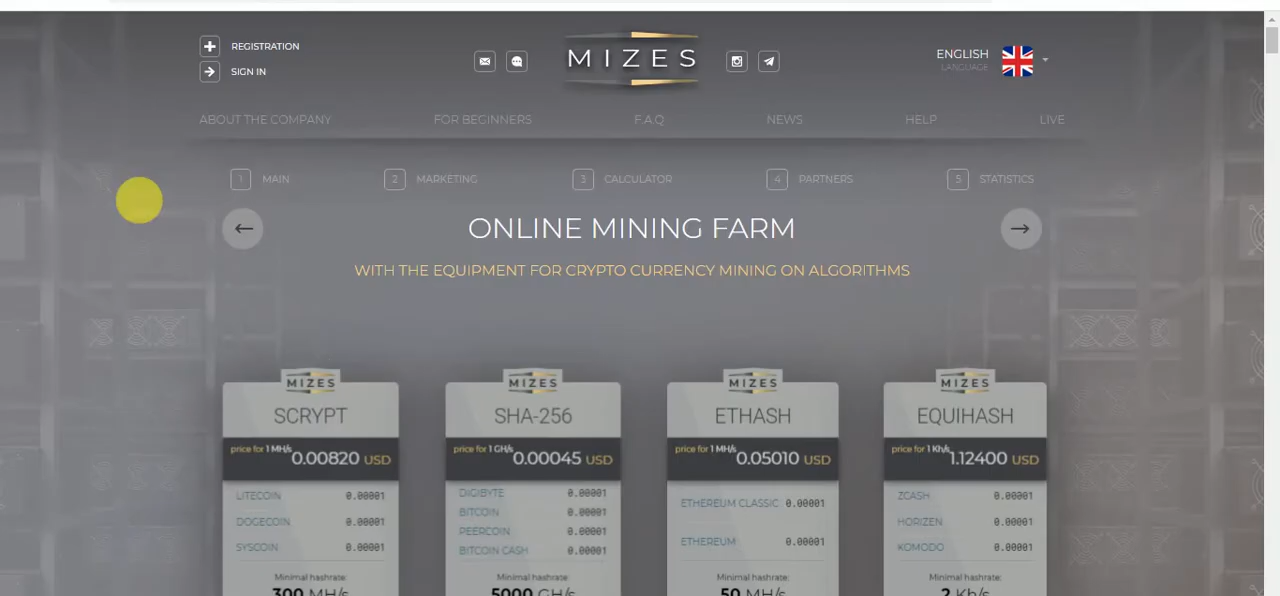 REGISTRATION
SIGN IN
MIZES
ENGLISH
LANGUAGE
ABOUT THE COMPANY FOR BEGINNERS F.A.Q NEWS HELP LIVE
1 MAIN 2 MARKETING 3 CALCULATOR 4 PARTNERS 5 STATISTICS
ONLINE MINING FARM
WITH THE EQUIPMENT FOR CRYPTO CURRENCY MINING ON ALGORITHMS
MIZES
SCRYPT
price for 1 MH/s 0.00820 USD
LITECOIN 0.00001
DOGECOIN 0.00001
SYSCOIN 0.00001
Minimal hashrate:
300 MH/s
MIZES
SHA-256
price for 1 GH/s 0.00045 USD
DIGIBYTE 0.00001
BITCOIN 0.00001
PEERCOIN 0.00001
BITCOIN CASH 0.00001
Minimal hashrate:
5000 GH/s
MIZES
ETHASH
price for 1 MH/s 0.05010 USD
ETHEREUM CLASSIC 0.00001
ETHEREUM 0.00001
Minimal hashrate:
50 MH/s
MIZES
EQUIHASH
price for 1 Kh/s 1.12400 USD
ZCASH 0.00001
HORIZEN 0.00001
KOMODO 0.00001
Minimal hashrate:
2 Kh/s